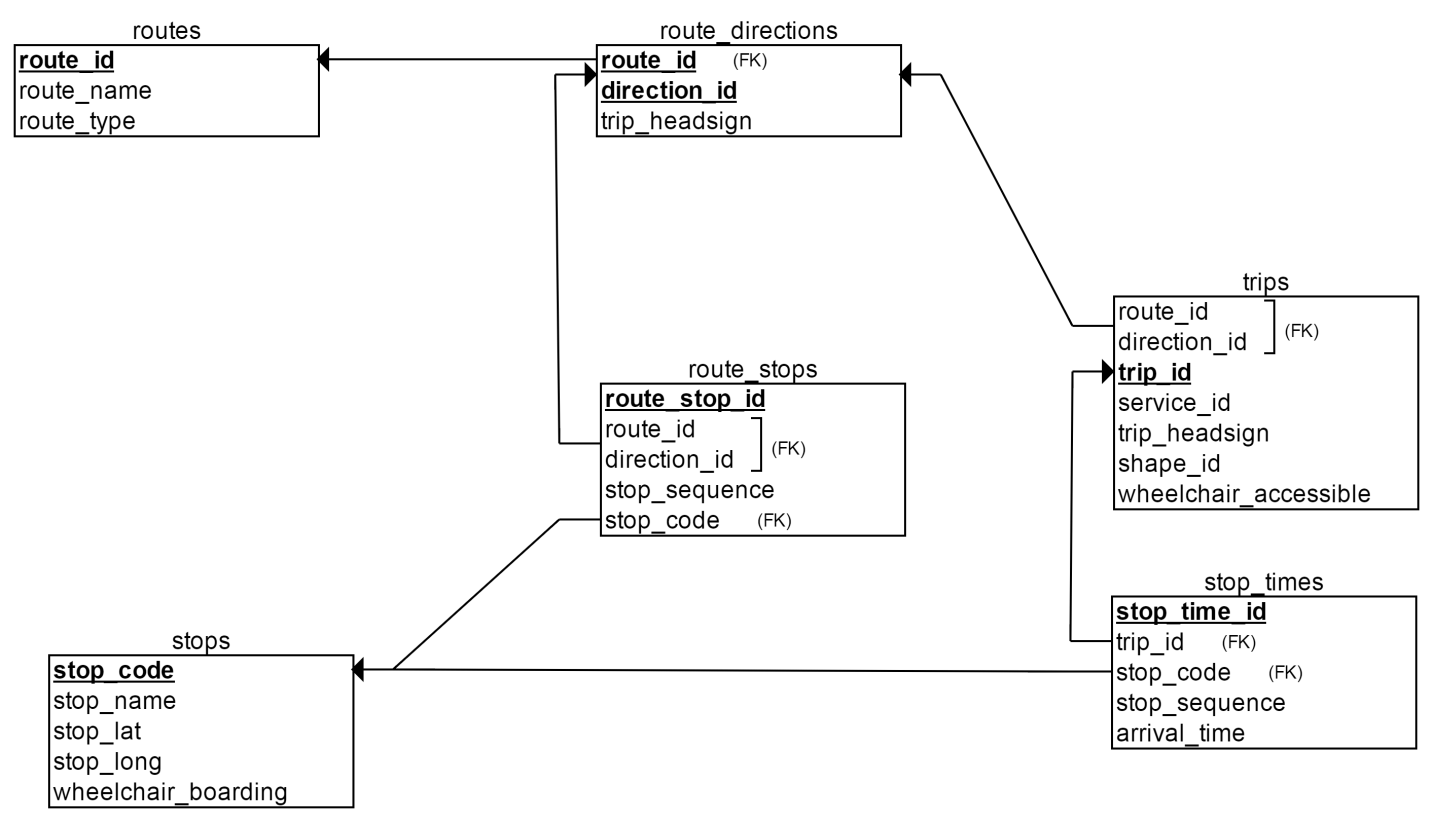 routes
route_id
route_name
route_type
route_directions
route_id (FK)
direction_id
trip_headsign
trips
route_id
direction_id
(FK)
trip_id
service_id
trip_headsign
shape_id
wheelchair_accessible
route_stops
route_stop_id
route_id
direction_id
(FK)
stop_sequence
stop_code (FK)
stop_times
stop_time_id
trip_id (FK)
stop_code (FK)
stop_sequence
arrival_time
stops
stop_code
stop_name
stop_lat
stop_long
wheelchair_boarding